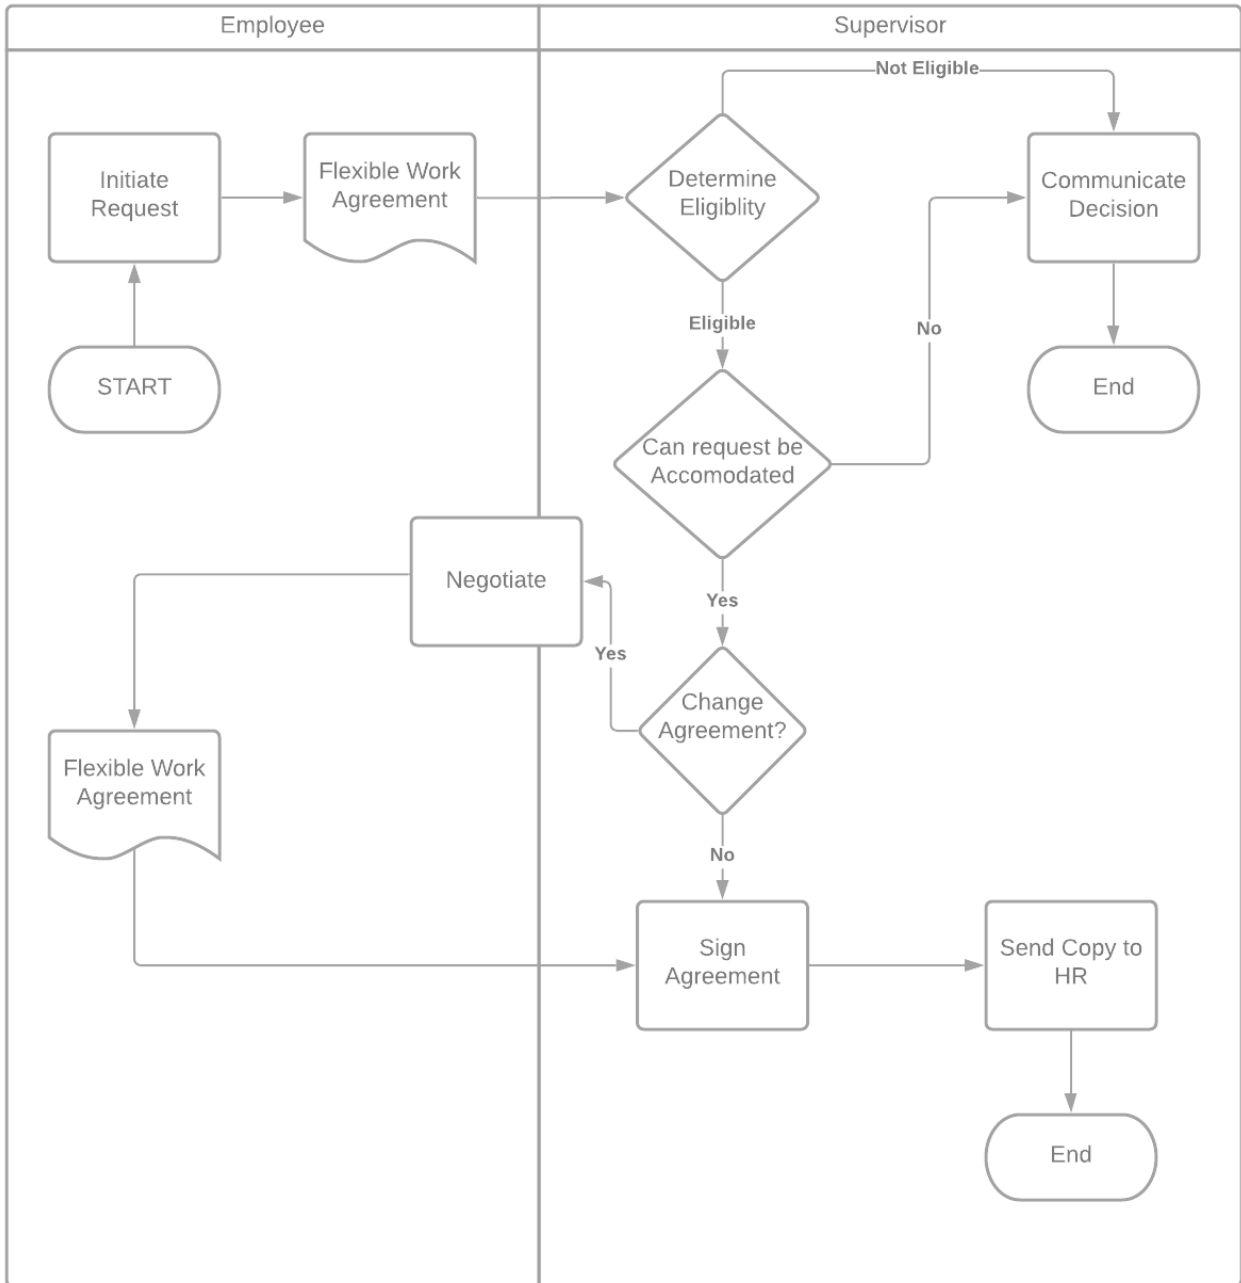 Employee
Supervisor
Not Eligible
Initiate
Request
Flexible Work
Agreement
Determine
Eligiblity
Communicate
Decision
Eligible
No
START
End
Can request be
Accomodated
Negotiate
Yes
Yes
Change
Agreement?
Flexible Work
Agreement
No
Sign
Agreement
Send Copy to
HR
End